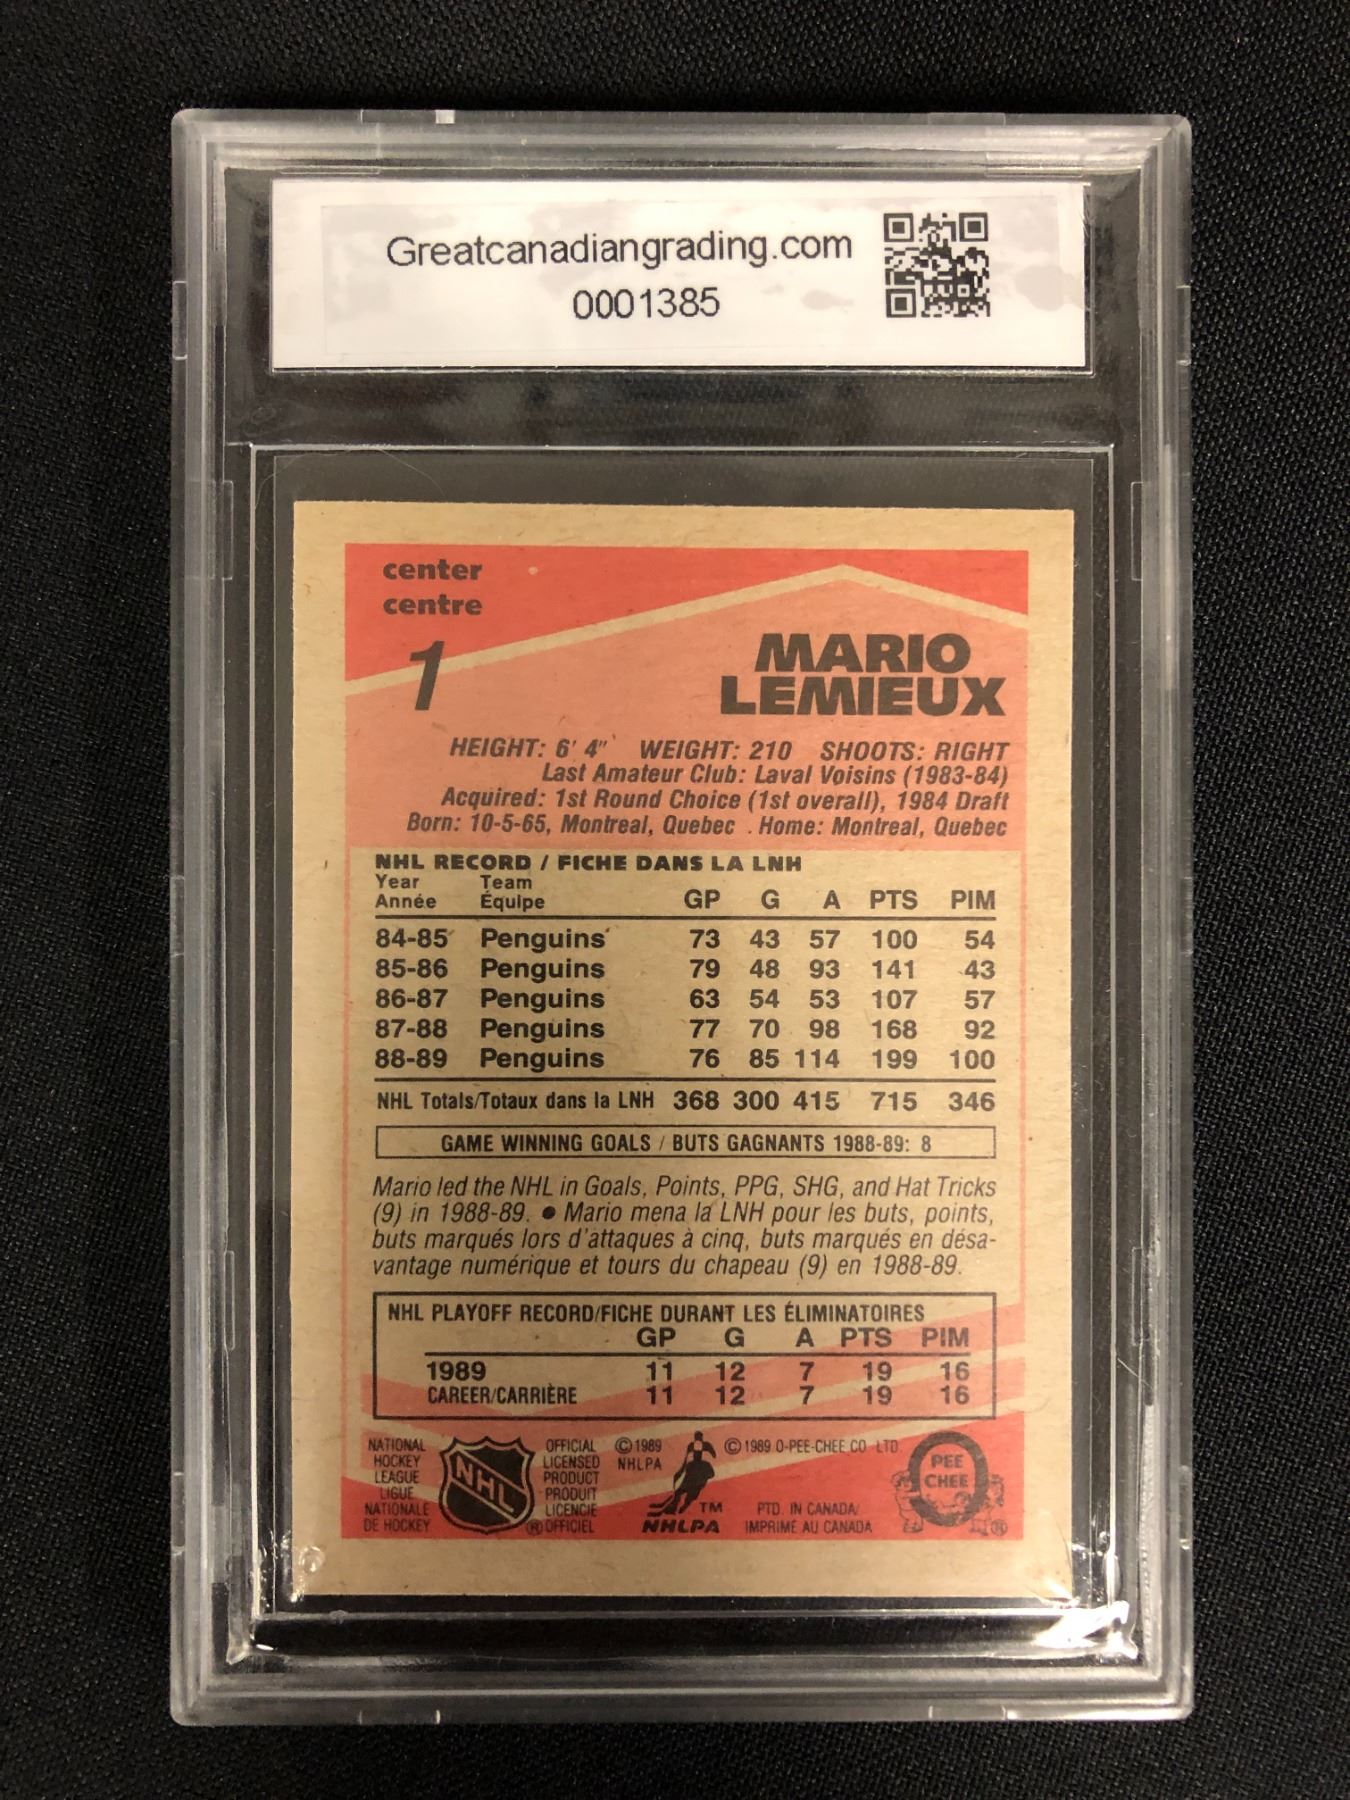 Greatcanadiangrading.com
0001385
center
centre
1
MARIO
LEMIEUX
HEIGHT: 6' 4" WEIGHT: 210 SHOOTS: RIGHT
Last Amateur Club: Laval Voisins (1983-84)
Acquired: 1st Round Choice (1st overall), 1984 Draft
Born: 10-5-65, Montreal, Quebec . Home: Montreal, Quebec
NHL RECORD / FICHE DANS LA LNH
Year Team
Année Équipe GP G A PTS PIM
84-85 Penguins 73 43 57 100 54
85-86 Penguins 79 48 93 141 43
86-87 Penguins 63 54 53 107 57
87-88 Penguins 77 70 98 168 92
88-89 Penguins 76 85 114 199 100
NHL Totals/Totaux dans la LNH 368 300 415 715 346
GAME WINNING GOALS / BUTS GAGNANTS 1988-89: 8
Mario led the NHL in Goals, Points, PPG, SHG, and Hat Tricks
(9) in 1988-89. ● Mario mena la LNH pour les buts, points,
buts marqués lors d'attaques à cinq, buts marqués en désa-
vantage numérique et tours du chapeau (9) en 1988-89.
NHL PLAYOFF RECORD/FICHE DURANT LES ÉLIMINATOIRES
GP G A PTS PIM
1989 11 12 7 19 16
CAREER/CARRIÈRE 11 12 7 19 16
NATIONAL
HOCKEY
LEAGUE
LIGUE
NATIONALE
DE HOCKEY
NHL
OFFICIAL
LICENSED
PRODUCT
PRODUIT
LICENCIE
® OFFICIEL
© 1989
NHLPA
TM
NHLPA
© 1989 O-PEE-CHEE CO. LTD.
PTD. IN CANADA/
IMPRIMÉ AU CANADA
O
PEE
CHEE
®